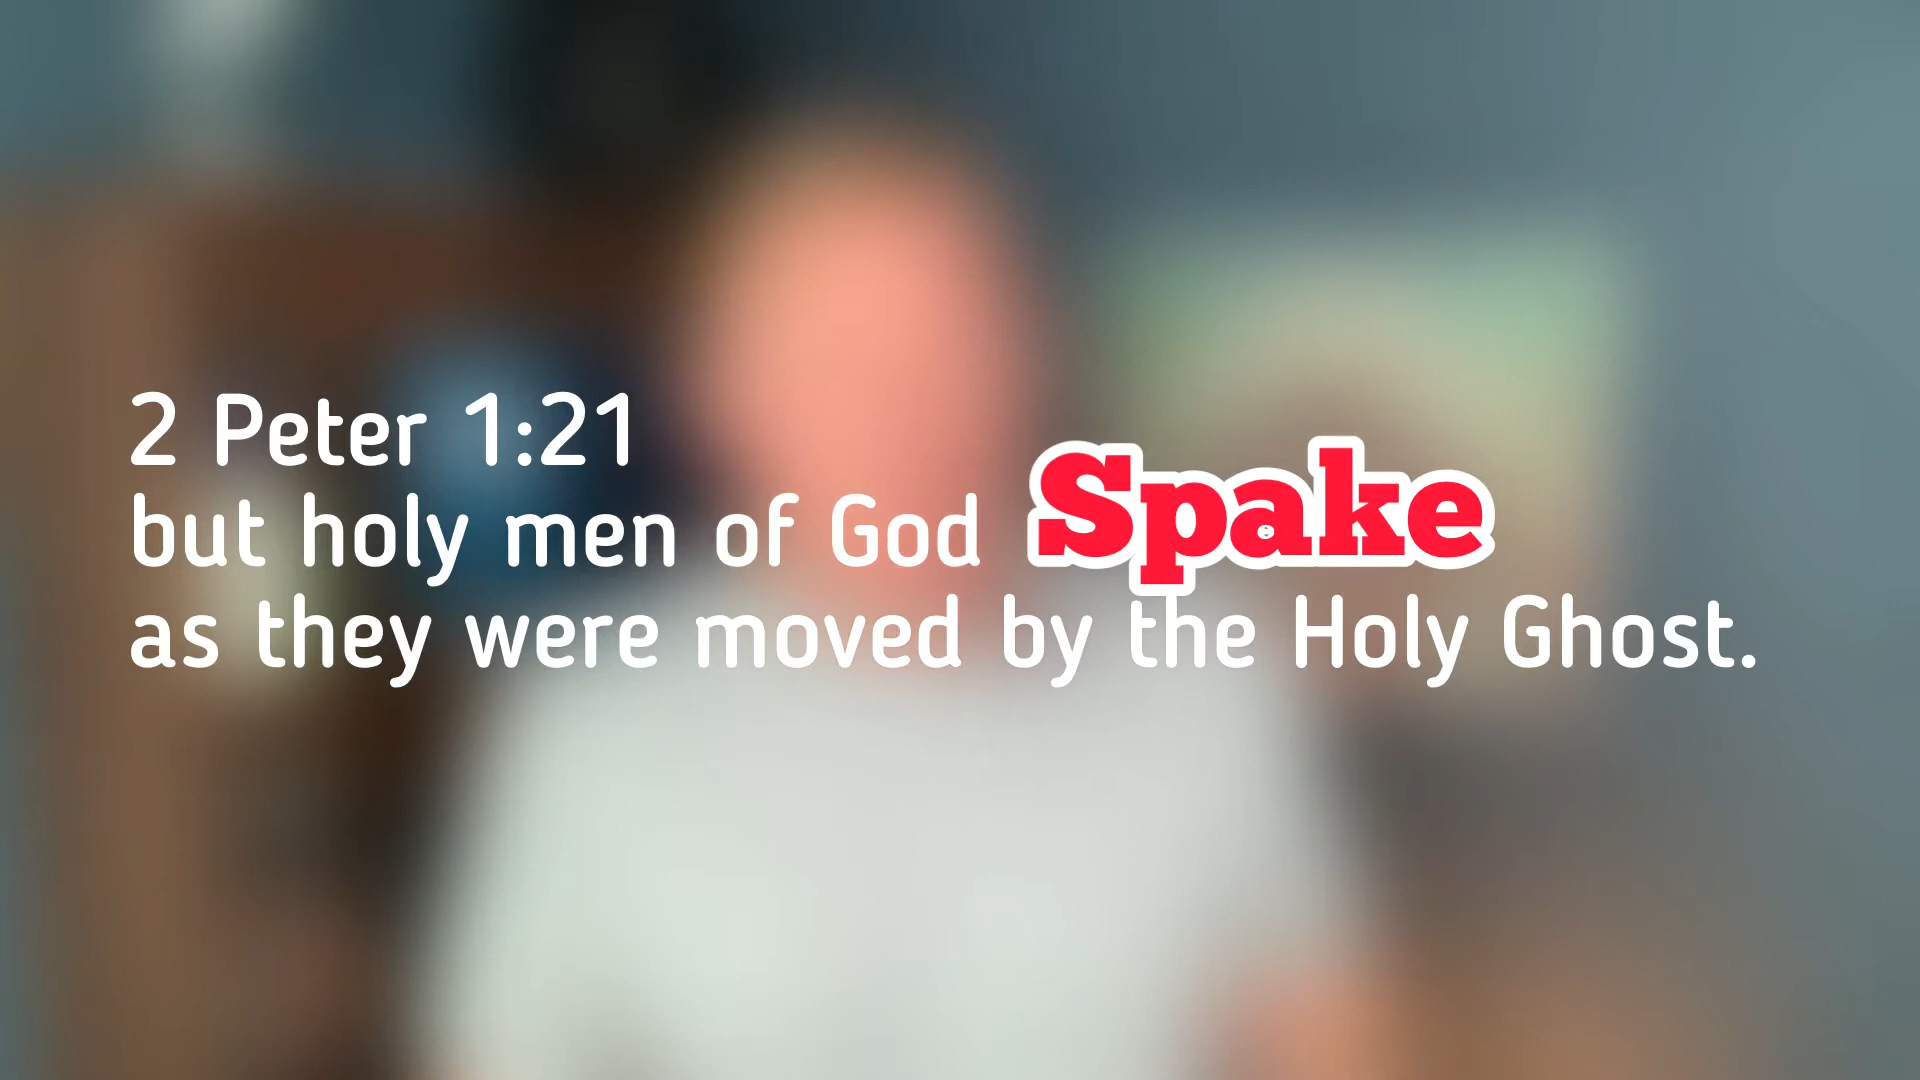 2 Peter 1:21
but holy men of God Spake
as they were moved by the Holy Ghost.